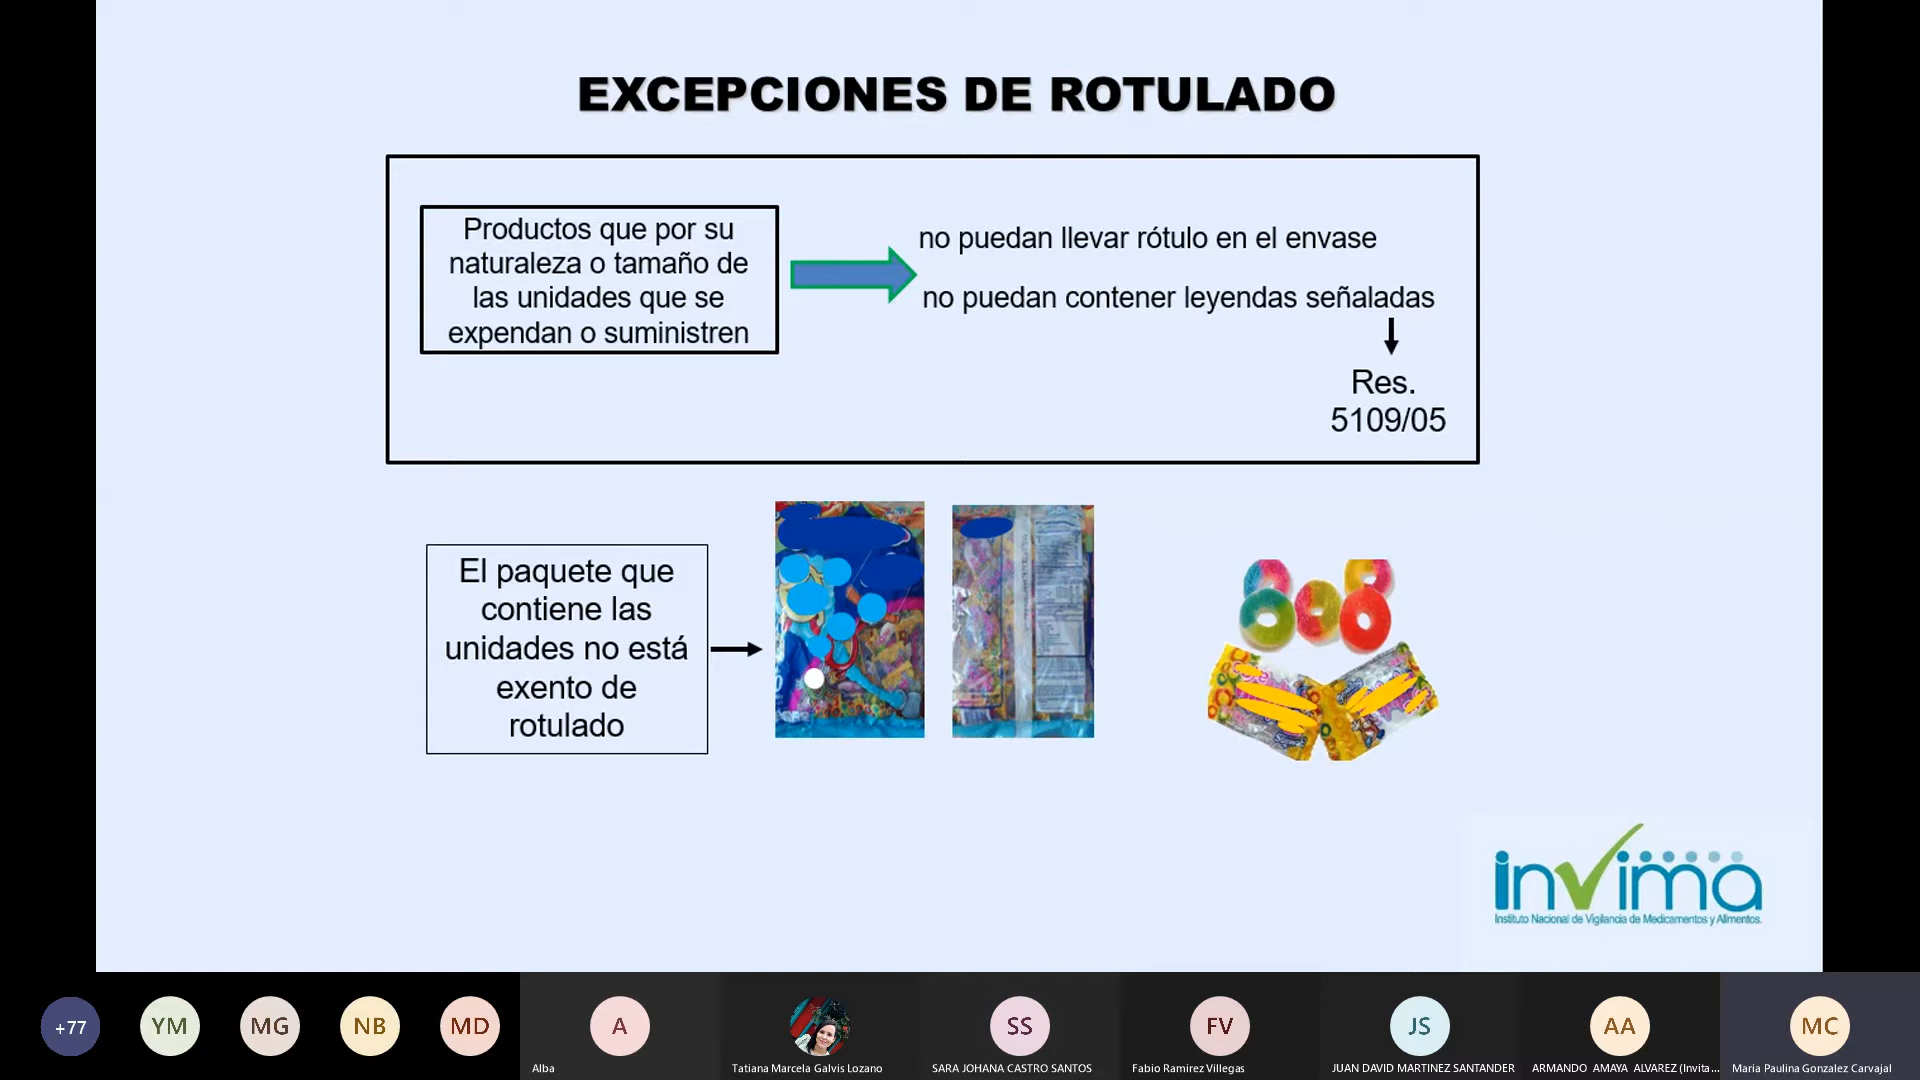 EXCEPCIONES DE ROTULADO
Productos que por su
naturaleza o tamaño de
las unidades que se
expendan o suministren
no puedan llevar rótulo en el envase
no puedan contener leyendas señaladas
Res.
5109/05
El paquete que
contiene las
unidades no está
exento de
rotulado
invima
Instituto Nacional de Vigilancia de Medicamentos y Alimentos.
+77
YM
MG
NB
MD
A
SS
FV
JS
AA
MC
Alba
Tatiana Marcela Galvis Lozano
SARA JOHANA CASTRO SANTOS
Fabio Ramirez Villegas
JUAN DAVID MARTINEZ SANTANDER
ARMANDO AMAYA ALVAREZ (Invita...
Maria Paulina Gonzalez Carvajal